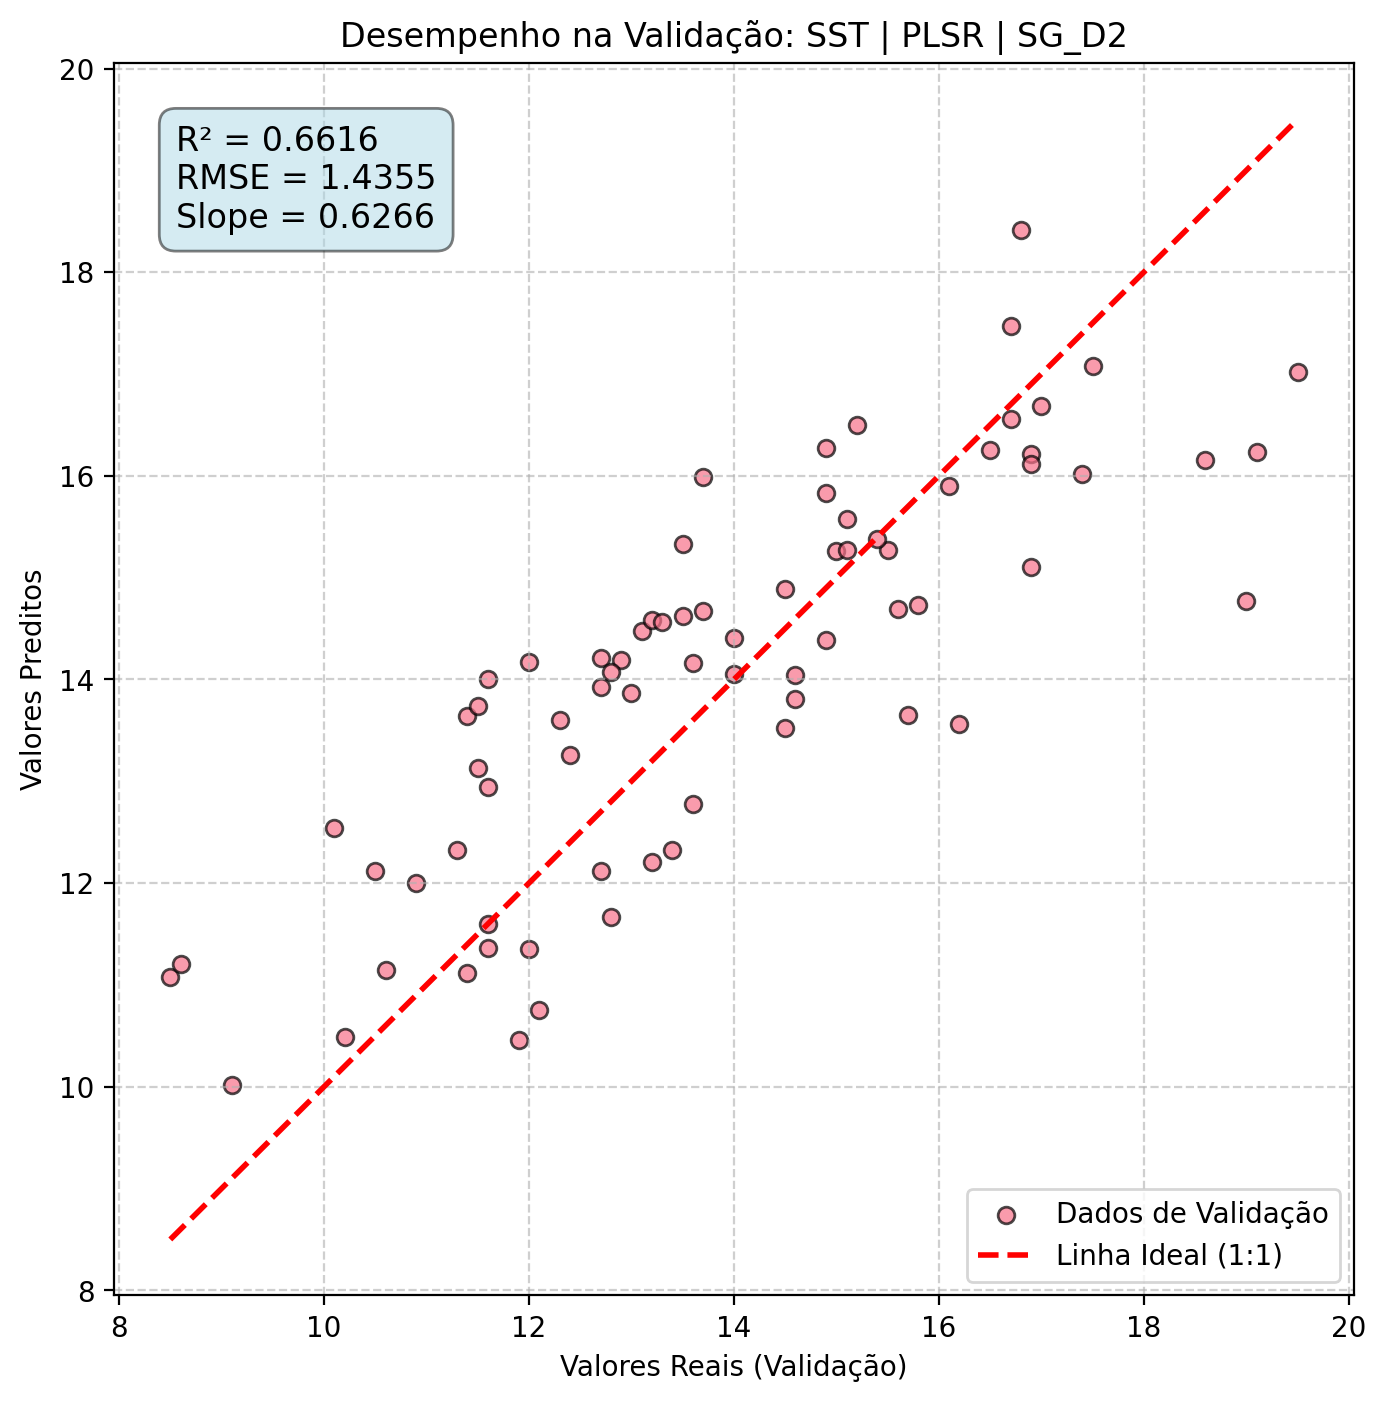 Desempenho na Validação: SST | PLSR | SG_D2
R² = 0.6616
RMSE = 1.4355
Slope = 0.6266
20
18
16
14
12
10
8
Valores Preditos
Dados de Validação
Linha Ideal (1:1)
8 10 12 14 16 18 20
Valores Reais (Validação)